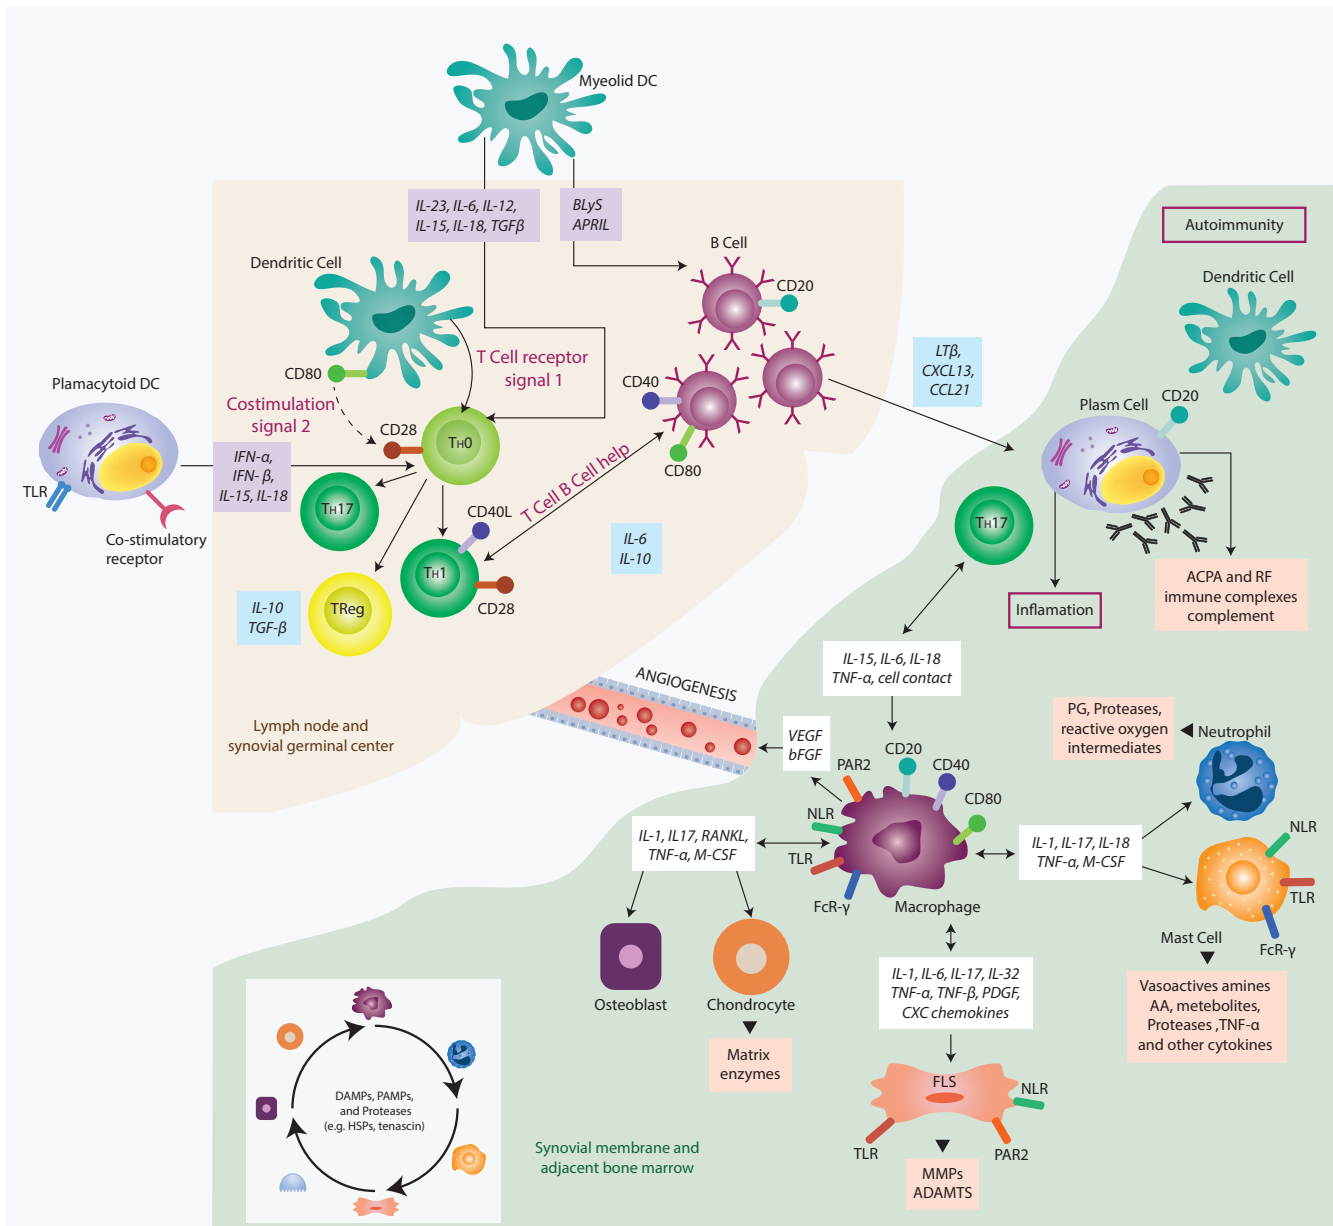 Myeolid DC
IL-23, IL-6, IL-12,
IL-15, IL-18, TGFβ
BLyS
APRIL
Dendritic Cell
CD80
T Cell receptor
signal 1
Costimulation
signal 2
CD28
TH0
B Cell
CD20
CD40
CD80
LTβ,
CXCL13,
CCL21
Autoimmunity
Dendritic Cell
CD20
Plasm Cell
Plamacytoid DC
TLR
Co-stimulatory
receptor
IFN-α,
IFN- β,
IL-15, IL-18
TH17
CD40L
TH1
CD28
T Cell B Cell help
IL-6
IL-10
TReg
IL-10
TGF-β
Lymph node and
synovial germinal center
TH17
Inflamation
ACPA and RF
immune complexes
complement
IL-15, IL-6, IL-18
TNF-α, cell contact
ANGIOGENESIS
VEGF
bFGF
PAR2
CD20
CD40
CD80
NLR
TLR
FcR-γ
Macrophage
PG, Proteases,
reactive oxygen
intermediates
Neutrophil
IL-1, IL17, RANKL,
TNF-α, M-CSF
IL-1, IL-17, IL-18
TNF-α, M-CSF
NLR
TLR
FcR-γ
Mast Cell
Vasoactives amines
AA, metebolites,
Proteases ,TNF-α
and other cytokines
Osteoblast
Chondrocyte
Matrix
enzymes
IL-1, IL-6, IL-17, IL-32
TNF-α, TNF-β, PDGF,
CXC chemokines
FLS
NLR
TLR
PAR2
MMPs
ADAMTS
DAMPs, PAMPs,
and Proteases
(e.g. HSPs, tenascin)
Synovial membrane and
adjacent bone marrow